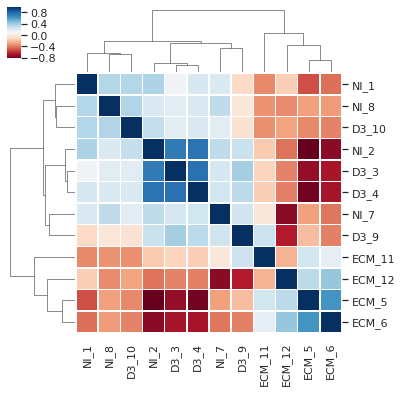 0.8
0.4
0.0
−0.4
−0.8
NI_1
NI_8
D3_10
NI_2
D3_3
D3_4
NI_7
D3_9
ECM_11
ECM_12
ECM_5
ECM_6
NI_1
NI_8
D3_10
NI_2
D3_3
D3_4
NI_7
D3_9
ECM_11
ECM_12
ECM_5
ECM_6